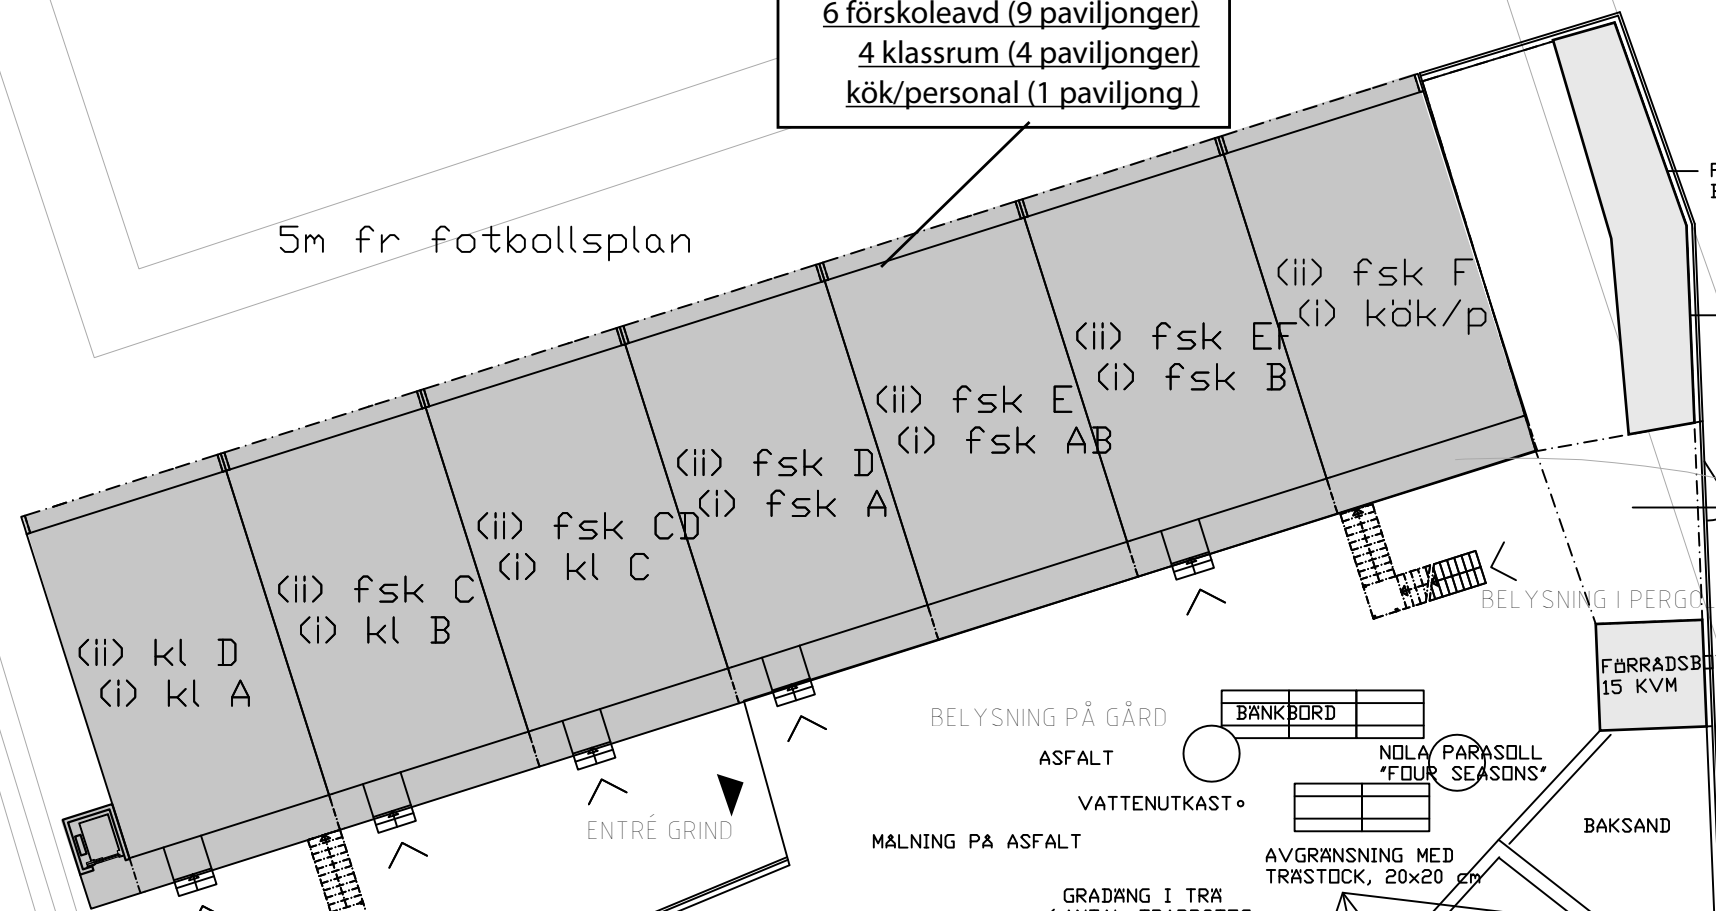 6 förskoleavd (9 paviljonger)
4 klassrum (4 paviljonger)
kök/personal (1 paviljong )
5m fr fotbollsplan
(ii) fsk F
(i) kök/p
(ii) fsk EF
(i) fsk B
(ii) fsk E
(i) fsk AB
(ii) fsk D
(i) fsk A
(ii) fsk CD
(i) kl C
(ii) fsk C
(i) kl B
(ii) kl D
(i) kl A
BELYSNING I PERGOL
FÖRRÅDSBO
15 KVM
BELYSNING PÅ GÅRD
BÄNKBORD
ASFALT
NOLA PARASOLL
"FOUR SEASONS"
VATTENUTKAST
ENTRÉ GRIND
MÅLNING PÅ ASFALT
BAKSAND
AVGRÄNSNING MED
TRÄSTOCK, 20x20 cm
GRADÄNG I TRÄ